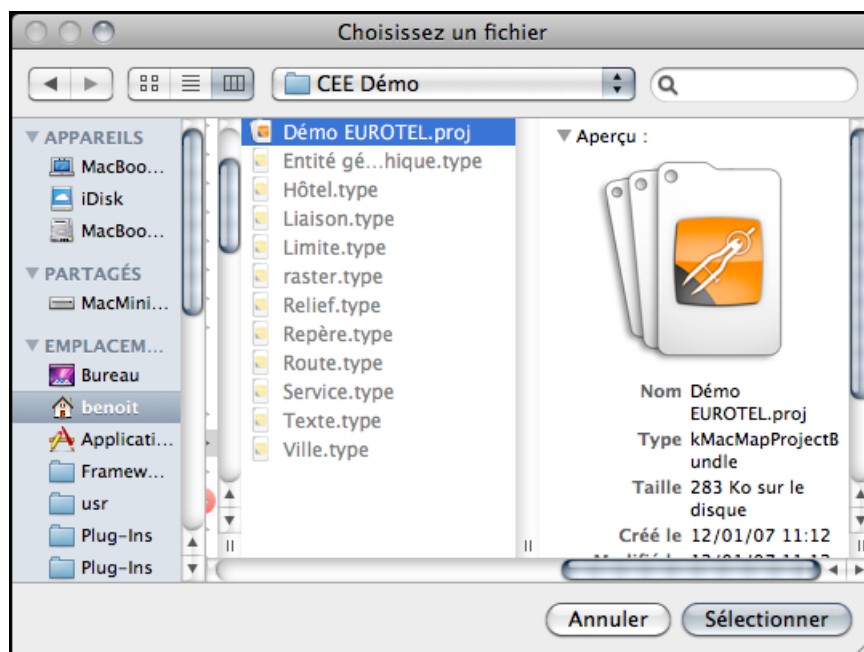 Choisissez un fichier
CEE Démo
APPAREILS
MacBoo...
iDisk
MacBoo...
PARTAGÉS
MacMini...
EMPLACEM...
Bureau
benoit
Applicati...
Framew...
usr
Plug-Ins
Plug-Ins
Démo EUROTEL.proj
Entité gé...hique.type
Hôtel.type
Liaison.type
Limite.type
raster.type
Relief.type
Repère.type
Route.type
Service.type
Texte.type
Ville.type
Aperçu :
Nom Démo
EUROTEL.proj
Type kMacMapProjectB
undle
Taille 283 Ko sur le
disque
Créé le 12/01/07 11:12
Annuler
Sélectionner